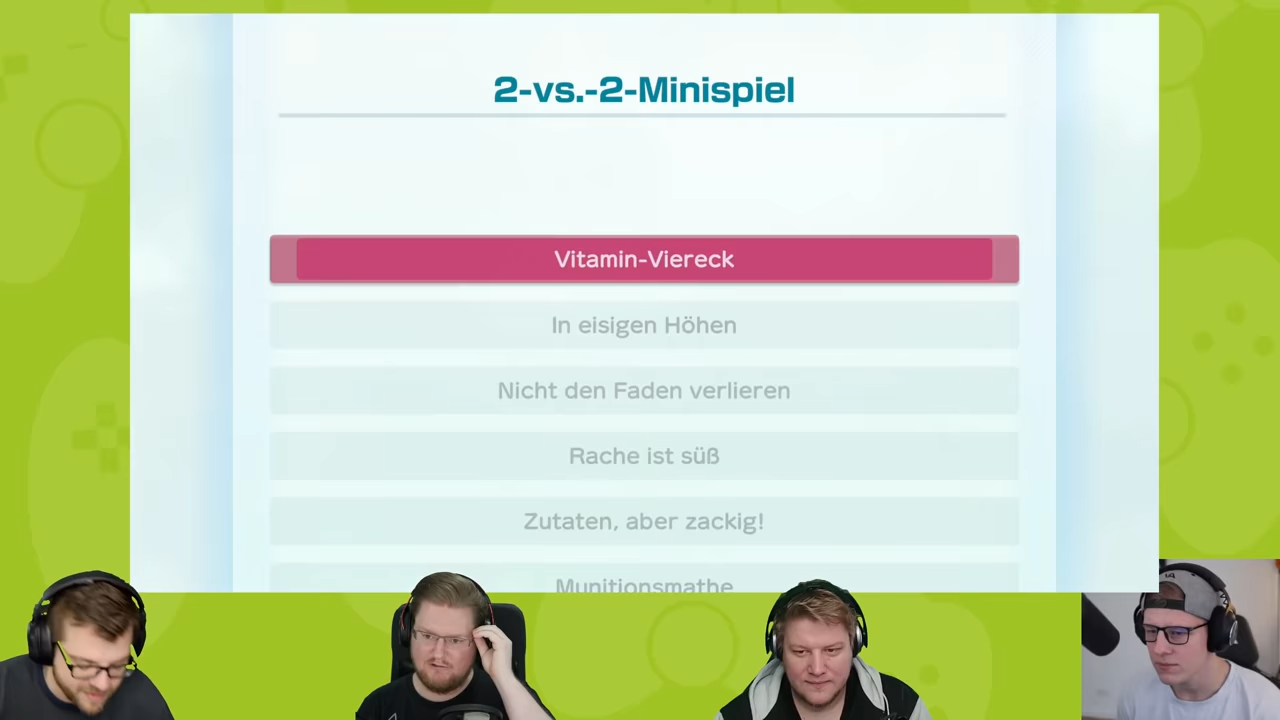 2-vs.-2-Minispiel
Vitamin-Viereck
In eisigen Höhen
Nicht den Faden verlieren
Rache ist süß
Zutaten, aber zackig!
Munitionsmathe